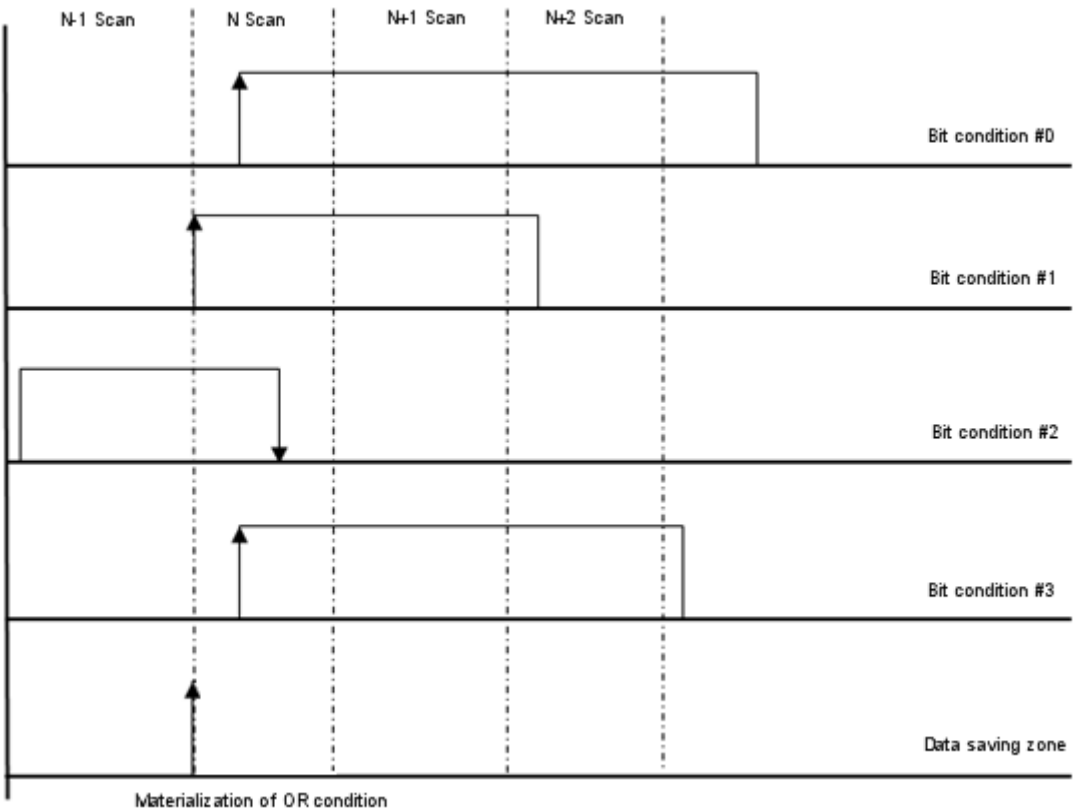 N-1 Scan N Scan N+1 Scan N+2 Scan
Bit condition #0
Bit condition #1
Bit condition #2
Bit condition #3
Data saving zone
Materialization of OR condition